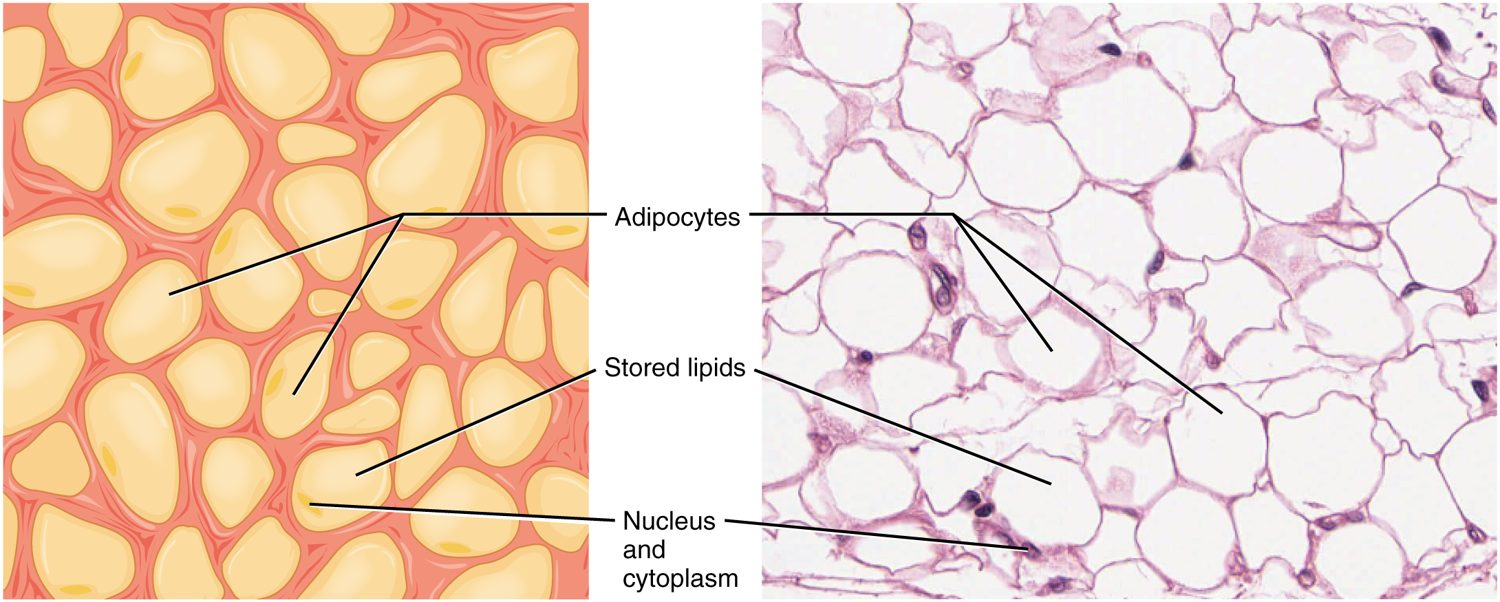 Adipocytes
Stored lipids
Nucleus
and
cytoplasm